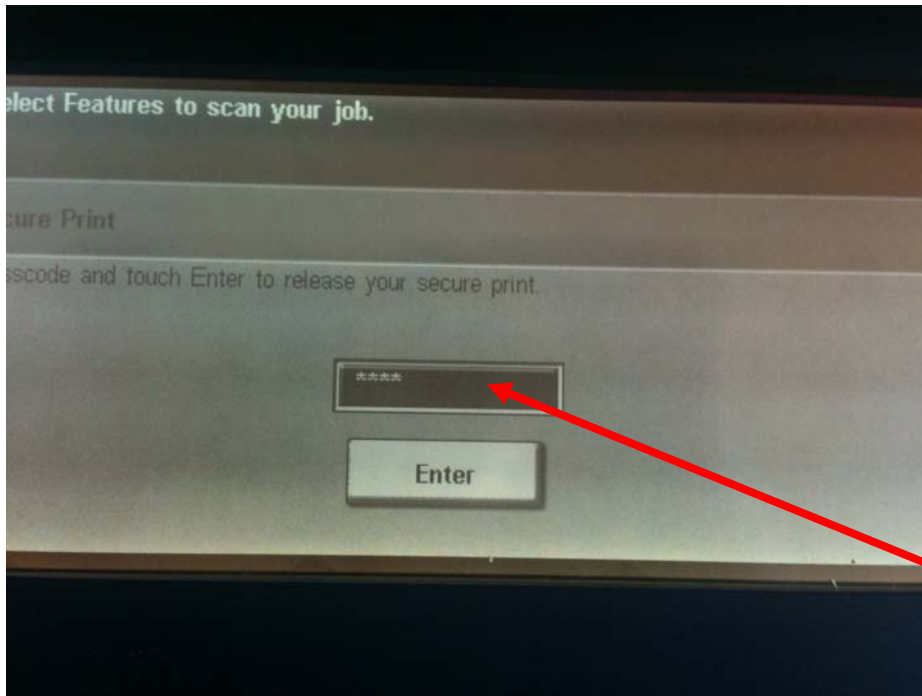 elect Features to scan your job.
cure Print
sscode and touch Enter to release your secure print.
****
Enter